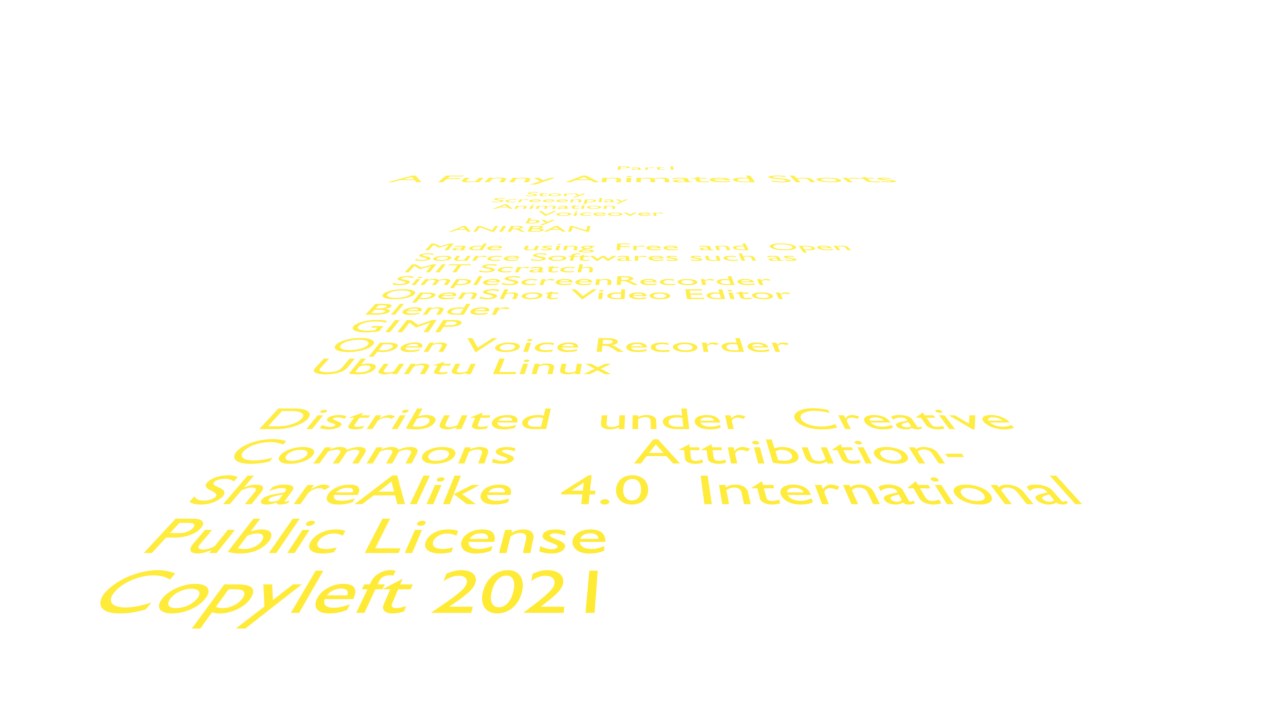 Part I
A Funny Animated Shorts
Story
Screeenplay
Animation
Voiceover
by
ANIRBAN
Made using Free and Open
Source Softwares such as
MIT Scratch
SimpleScreenRecorder
OpenShot Video Editor
Blender
GIMP
Open Voice Recorder
Ubuntu Linux
Distributed under Creative
Commons Attribution-
ShareAlike 4.0 International
Public License
Copyleft 2021